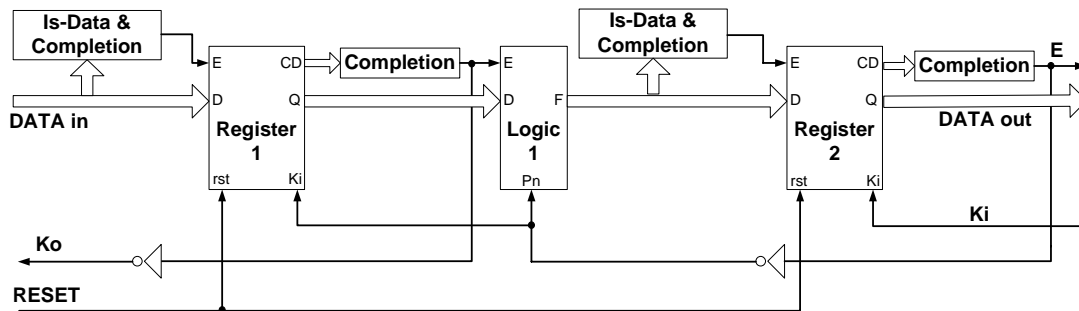 Is-Data &
Completion
E
CD
Completion
D
Q
Register
1
rst
Ki
DATA in
E
D
F
Logic
1
Pn
Is-Data &
Completion
E
CD
Completion
E
D
Q
Register
2
rst
Ki
DATA out
Ki
Ko
RESET